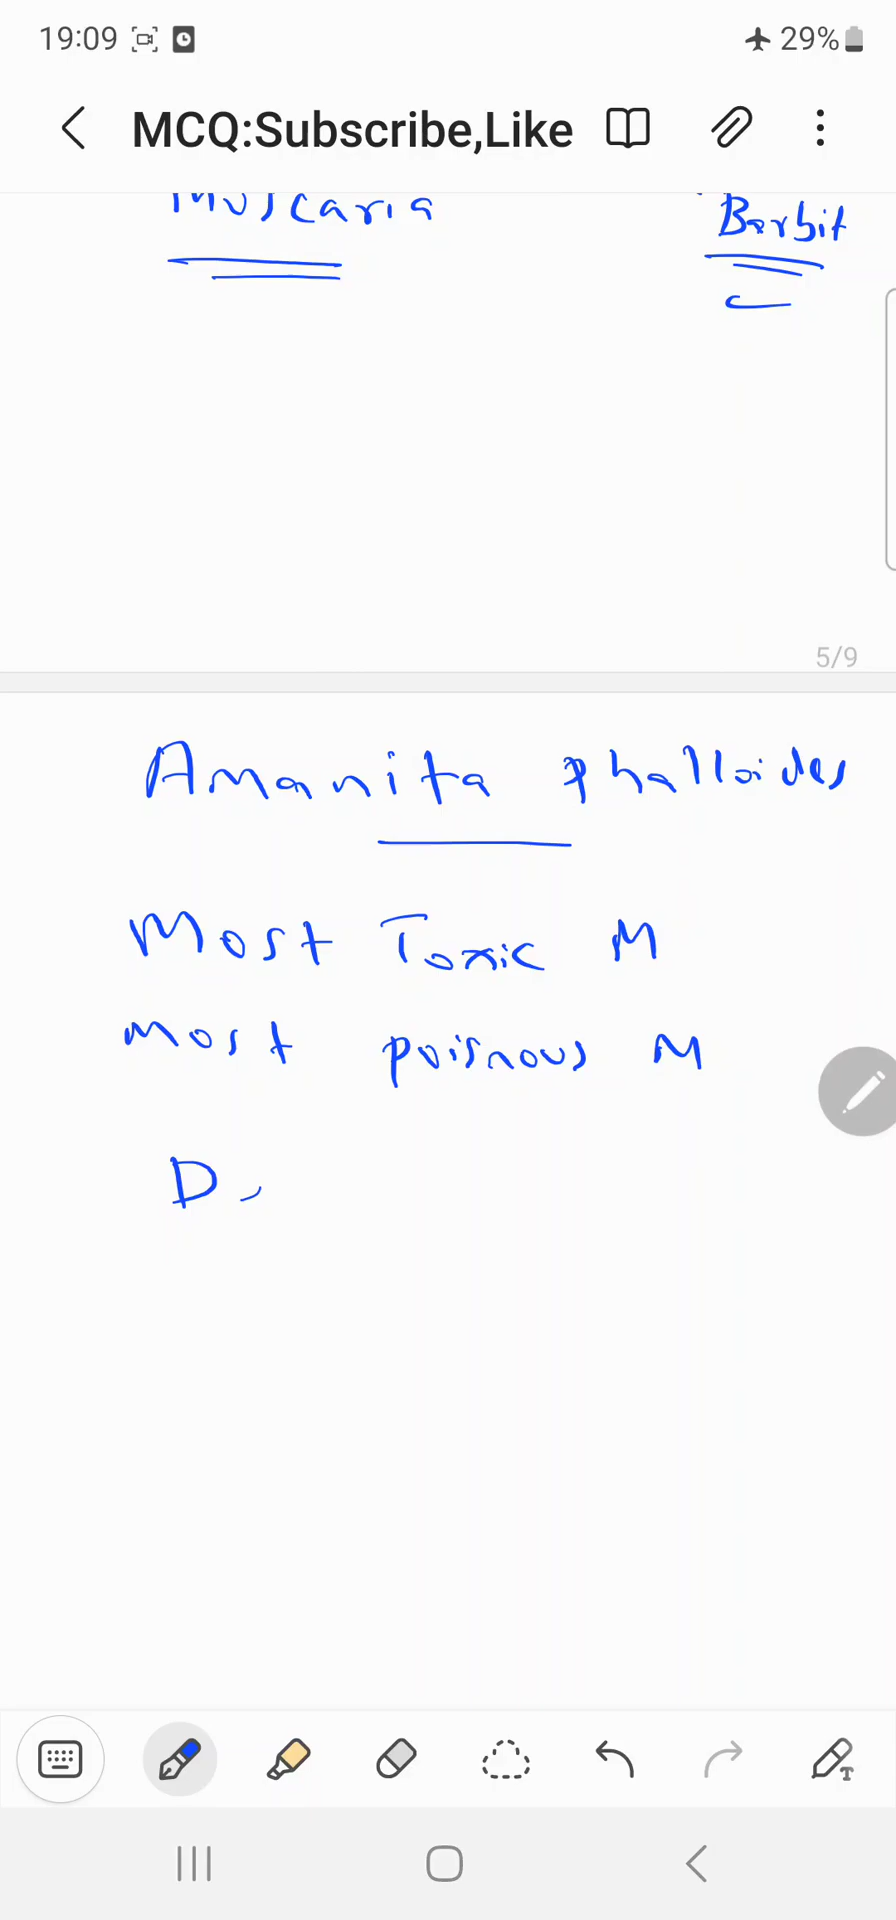 19:09 29%
MCQ:Subscribe,Like
Muscaria Barbit
5/9
Amanita phalloides
Most Toxic M
Most poisnous M
D